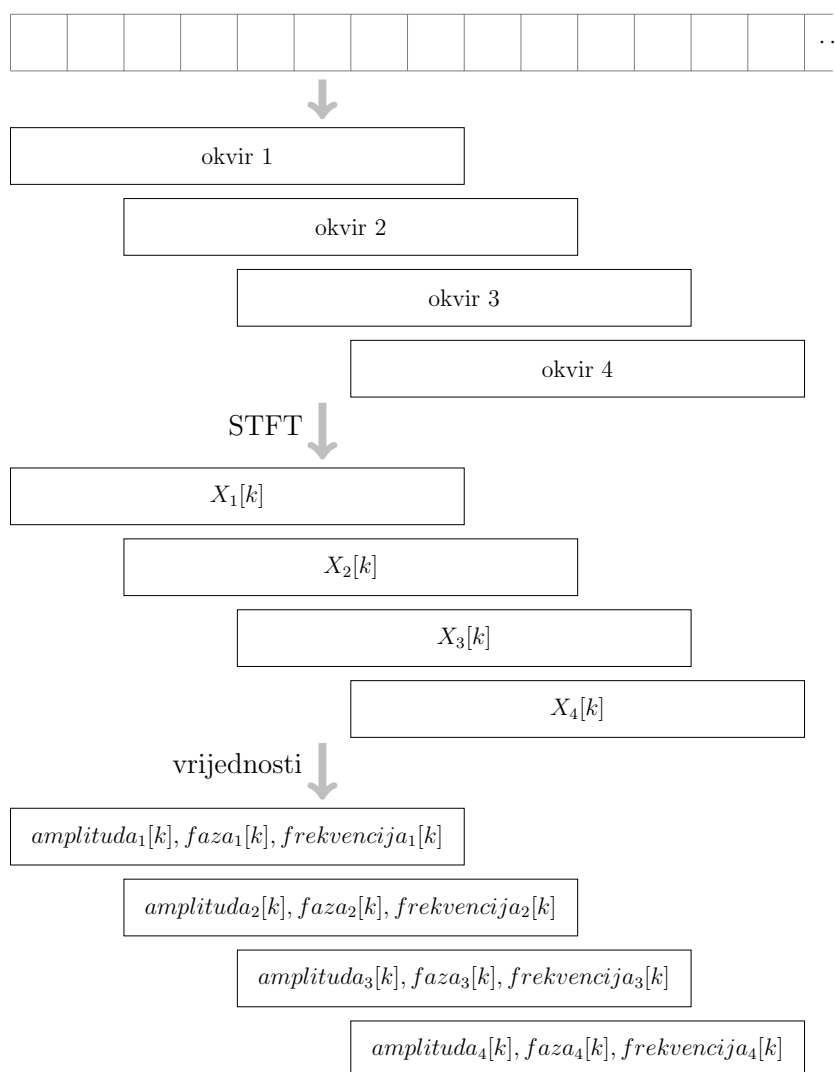 ...
okvir 1
okvir 2
okvir 3
okvir 4
STFT
X₁[k]
X₂[k]
X₃[k]
X₄[k]
vrijednosti
amplituda₁[k], faza₁[k], frekvencija₁[k]
amplituda₂[k], faza₂[k], frekvencija₂[k]
amplituda₃[k], faza₃[k], frekvencija₃[k]
amplituda₄[k], faza₄[k], frekvencija₄[k]